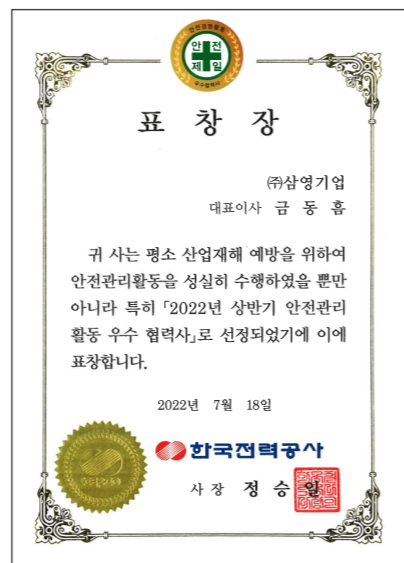 안전경영활동
안전
제일
우수협력사
표 창 장
㈜삼영기업
대표이사 금 동 흠
귀 사는 평소 산업재해 예방을 위하여
안전관리활동을 성실히 수행하였을 뿐만
아니라 특히 「2022년 상반기 안전관리
활동 우수 협력사」로 선정되었기에 이에
표창합니다.
2022년 7월 18일
한국전력공사
사 장 정 승 일